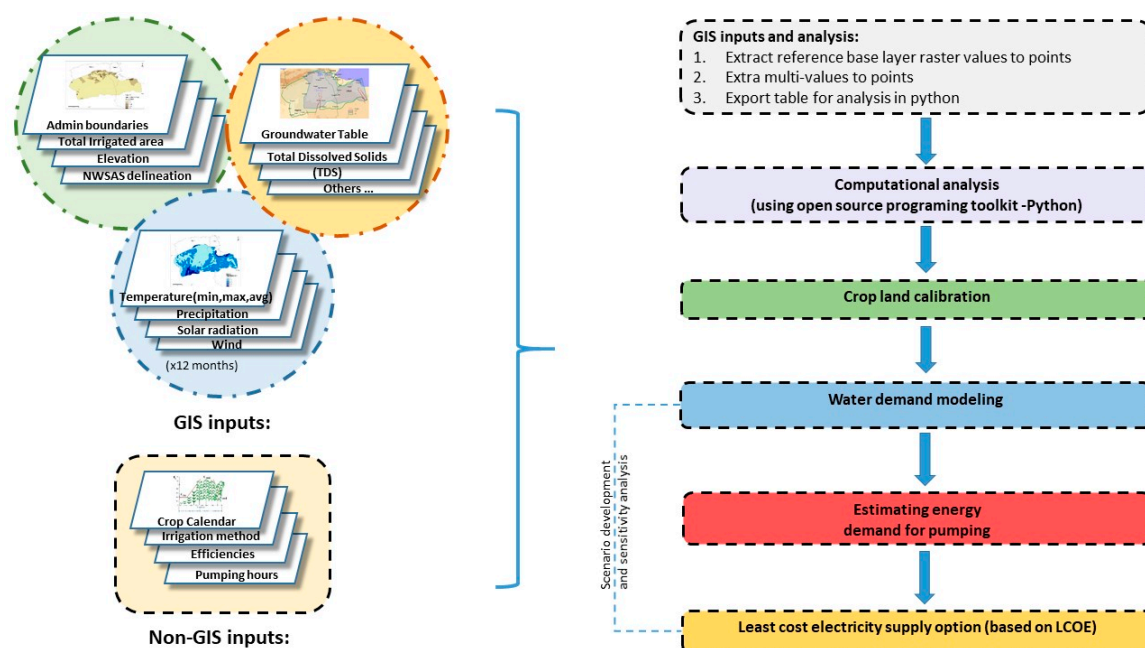 Admin boundaries
Total Irrigated area
Elevation
NWSAS delineation
Groundwater Table
Total Dissolved Solids
(TDS)
Others ...
Temperature(min,max,avg)
Precipitation
Solar radiation
Wind
(x12 months)
GIS inputs:
Crop Calendar
Irrigation method
Efficiencies
Pumping hours
Non-GIS inputs:
GIS inputs and analysis:
1. Extract reference base layer raster values to points
2. Extra multi-values to points
3. Export table for analysis in python
Computational analysis
(using open source programing toolkit -Python)
Crop land calibration
Water demand modeling
Scenario development
and sensitivity analysis
Estimating energy
demand for pumping
Least cost electricity supply option (based on LCOE)